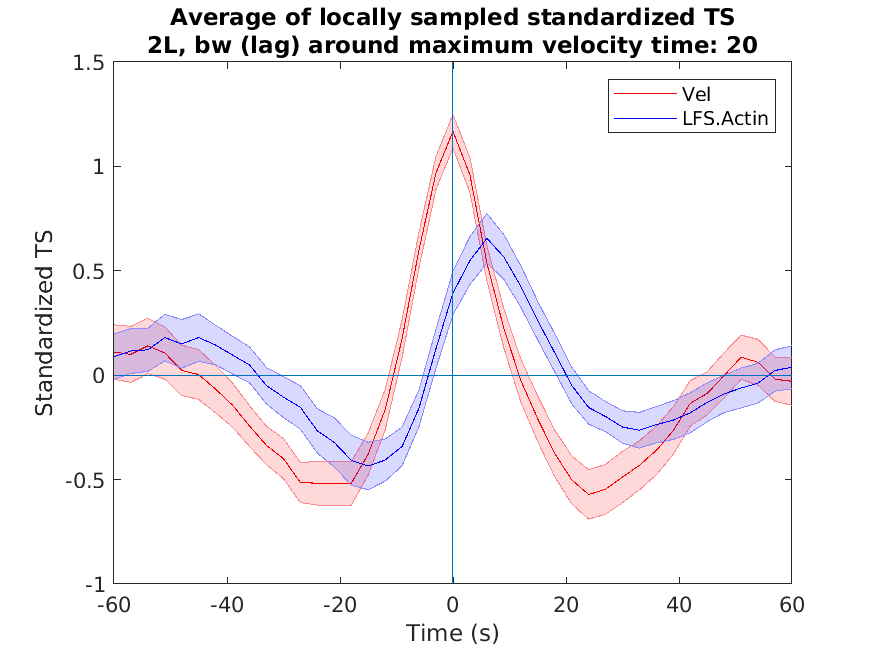 Average of locally sampled standardized TS
2L, bw (lag) around maximum velocity time: 20
1.5
1
0.5
0
-0.5
-1
Standardized TS
Vel
LFS.Actin
-60
-40
-20
0
20
40
60
Time (s)